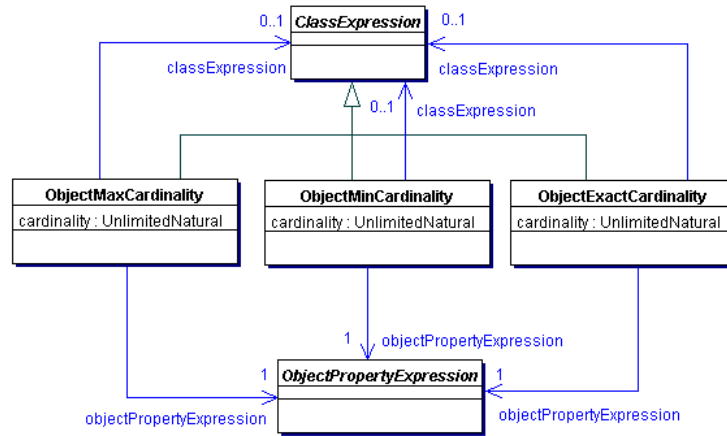 0..1
ClassExpression
0..1
classExpression
classExpression
0..1
classExpression
ObjectMaxCardinality
cardinality : UnlimitedNatural
ObjectMinCardinality
cardinality : UnlimitedNatural
ObjectExactCardinality
cardinality : UnlimitedNatural
1
objectPropertyExpression
1
ObjectPropertyExpression
1
objectPropertyExpression
objectPropertyExpression